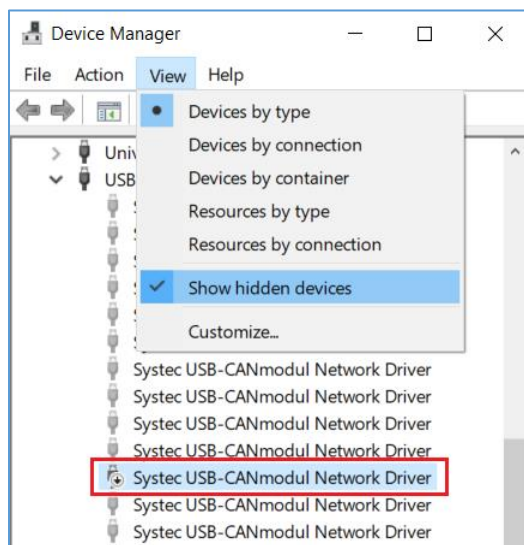 Device Manager
File Action View Help
Devices by type
Devices by connection
Devices by container
Resources by type
Resources by connection
Show hidden devices
Customize...
Univ
USB
Systec USB-CANmodul Network Driver
Systec USB-CANmodul Network Driver
Systec USB-CANmodul Network Driver
Systec USB-CANmodul Network Driver
Systec USB-CANmodul Network Driver
Systec USB-CANmodul Network Driver
Systec USB-CANmodul Network Driver